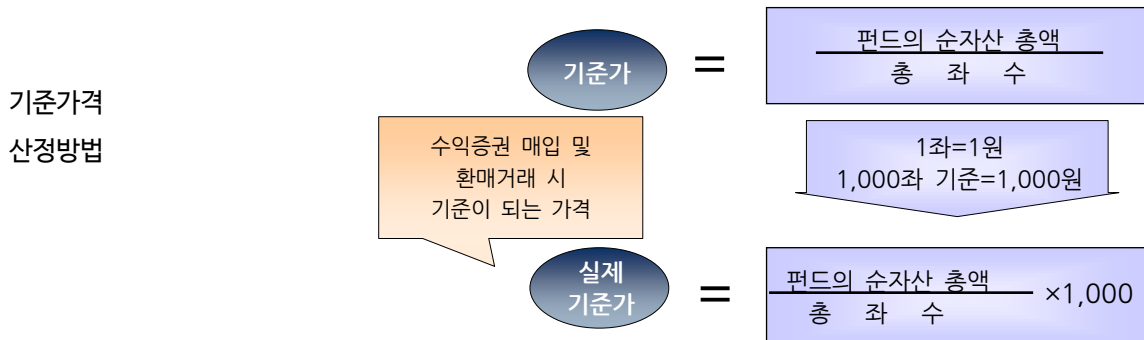 기준가격
산정방법
기준가
=
펀드의 순자산 총액
총 좌 수
수익증권 매입 및
환매거래 시
기준이 되는 가격
1좌=1원
1,000좌 기준=1,000원
실제
기준가
=
펀드의 순자산 총액
총 좌 수
×1,000